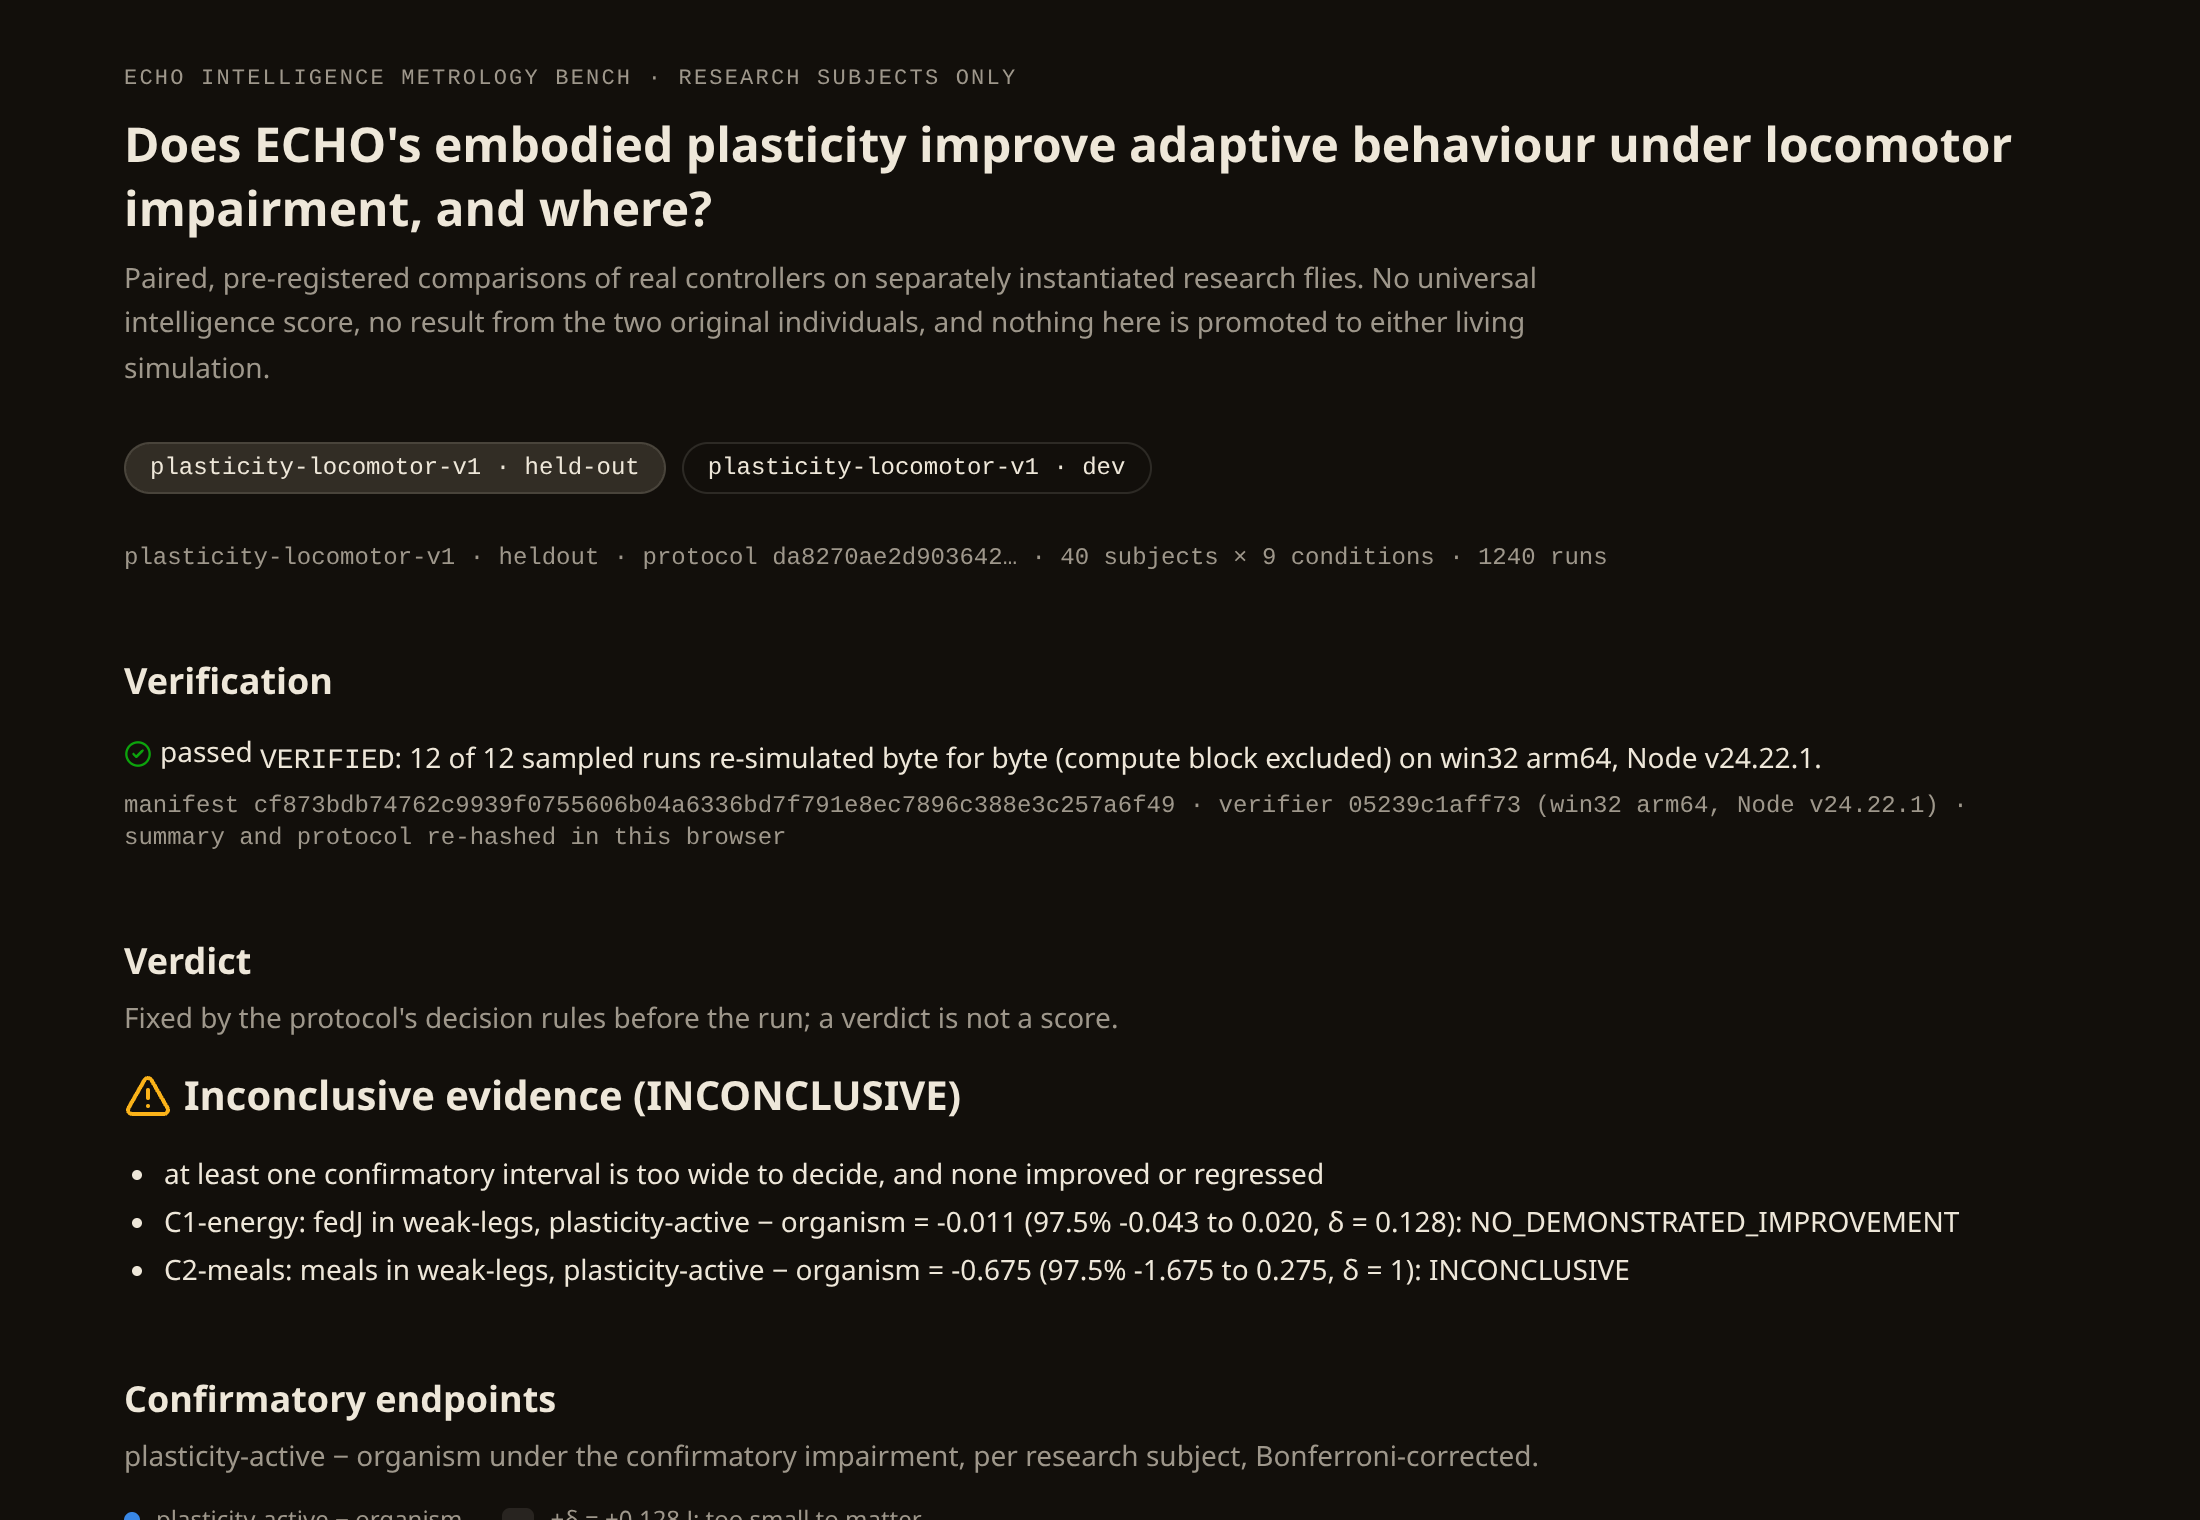 ECHO INTELLIGENCE METROLOGY BENCH · RESEARCH SUBJECTS ONLY
Does ECHO's embodied plasticity improve adaptive behaviour under locomotor
impairment, and where?
Paired, pre-registered comparisons of real controllers on separately instantiated research flies. No universal
intelligence score, no result from the two original individuals, and nothing here is promoted to either living
simulation.
plasticity-locomotor-v1 · held-out
plasticity-locomotor-v1 · dev
plasticity-locomotor-v1 · heldout · protocol da8270ae2d903642… · 40 subjects × 9 conditions · 1240 runs
Verification
passed VERIFIED: 12 of 12 sampled runs re-simulated byte for byte (compute block excluded) on win32 arm64, Node v24.22.1.
manifest cf873bdb74762c9939f0755606b04a6336bd7f791e8ec7896c388e3c257a6f49 · verifier 05239c1aff73 (win32 arm64, Node v24.22.1) ·
summary and protocol re-hashed in this browser
Verdict
Fixed by the protocol's decision rules before the run; a verdict is not a score.
Inconclusive evidence (INCONCLUSIVE)
• at least one confirmatory interval is too wide to decide, and none improved or regressed
• C1-energy: fedJ in weak-legs, plasticity-active − organism = -0.011 (97.5% -0.043 to 0.020, δ = 0.128): NO_DEMONSTRATED_IMPROVEMENT
• C2-meals: meals in weak-legs, plasticity-active − organism = -0.675 (97.5% -1.675 to 0.275, δ = 1): INCONCLUSIVE
Confirmatory endpoints
plasticity-active − organism under the confirmatory impairment, per research subject, Bonferroni-corrected.
plasticity-active − organism
±δ = ±0.128 J: too small to matter